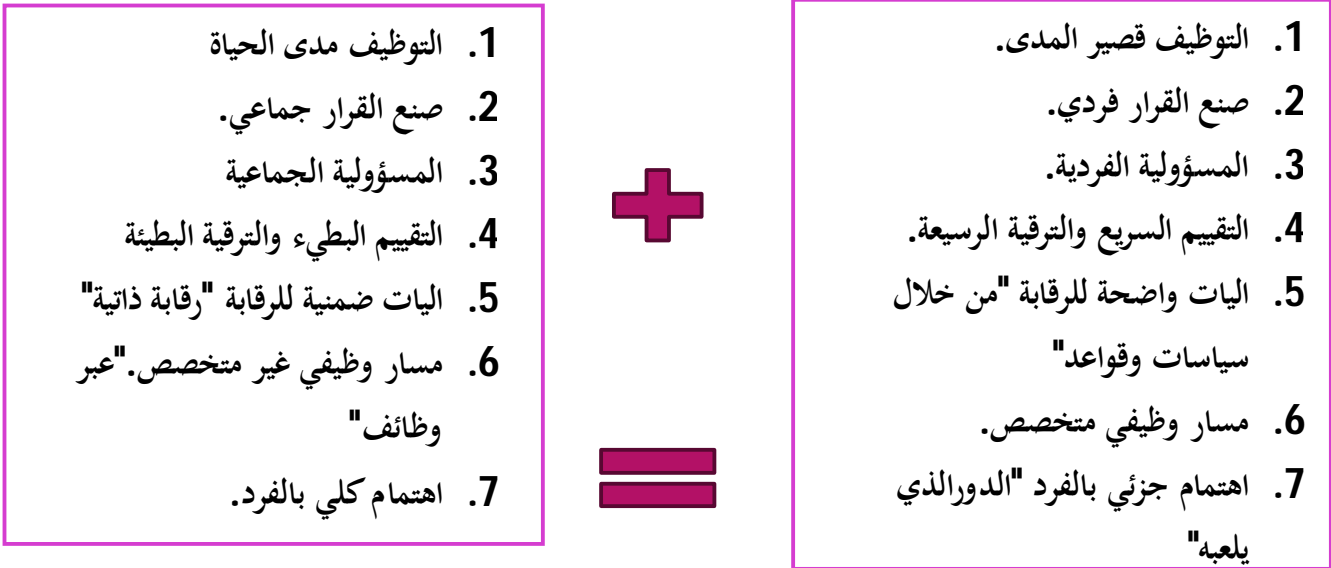 1. التوظيف قصير المدى.
2. صنع القرار فردي.
3. المسؤولية الفردية.
4. التقييم السريع والترقية الرسيعة.
5. اليات واضحة للرقابة "من خلال
سياسات وقواعد"
6. مسار وظيفي متخصص.
7. اهتمام جزئي بالفرد "الدورالذي
يلعبه"
1. التوظيف مدى الحياة
2. صنع القرار جماعي.
3. المسؤولية الجماعية
4. التقييم البطيء والترقية البطيئة
5. اليات ضمنية للرقابة "رقابة ذاتية"
6. مسار وظيفي غير متخصص."عبر
وظائف"
7. اهتمام كلي بالفرد.